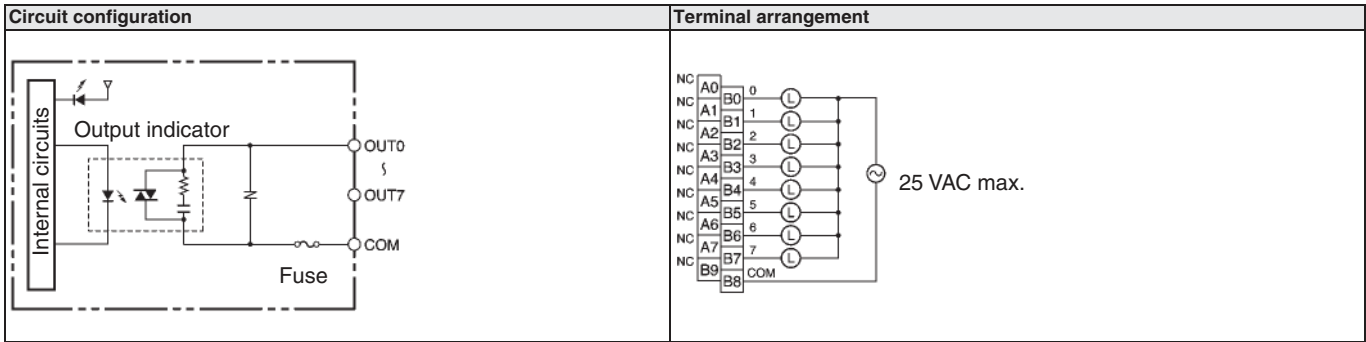 Circuit configuration
Terminal arrangement
Internal circuits
Output indicator
OUT0
OUT7
COM
Fuse
NC
A0
B0 0 L
NC
A1
B1 1 L
NC
A2
B2 2 L
NC
A3
B3 3 L
NC
A4
B4 4 L
NC
A5
B5 5 L
NC
A6
B6 6 L
NC
A7
B7 7 L
NC
B9
B8 COM
25 VAC max.